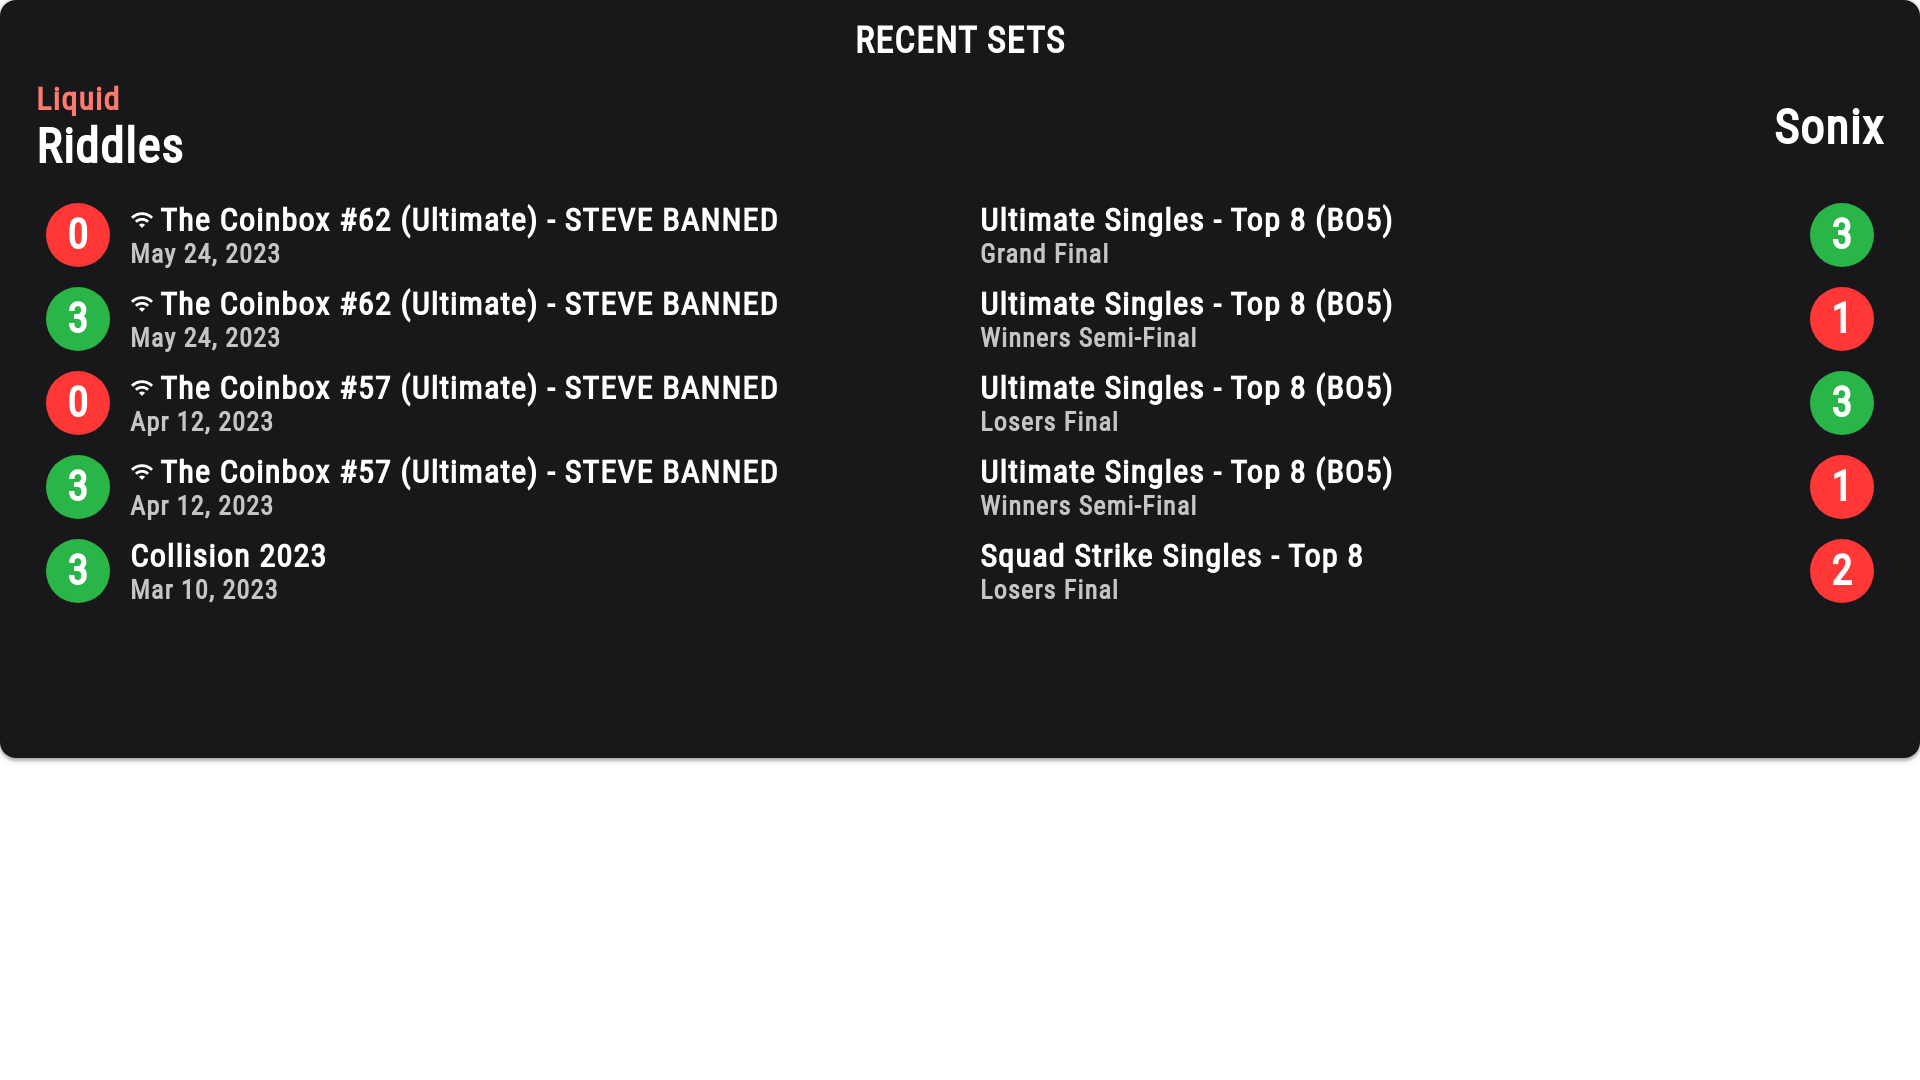 RECENT SETS
Liquid
Riddles
Sonix
0 The Coinbox #62 (Ultimate) - STEVE BANNED Ultimate Singles - Top 8 (BO5) 3
May 24, 2023 Grand Final
3 The Coinbox #62 (Ultimate) - STEVE BANNED Ultimate Singles - Top 8 (BO5) 1
May 24, 2023 Winners Semi-Final
0 The Coinbox #57 (Ultimate) - STEVE BANNED Ultimate Singles - Top 8 (BO5) 3
Apr 12, 2023 Losers Final
3 The Coinbox #57 (Ultimate) - STEVE BANNED Ultimate Singles - Top 8 (BO5) 1
Apr 12, 2023 Winners Semi-Final
3 Collision 2023 Squad Strike Singles - Top 8 2
Mar 10, 2023 Losers Final